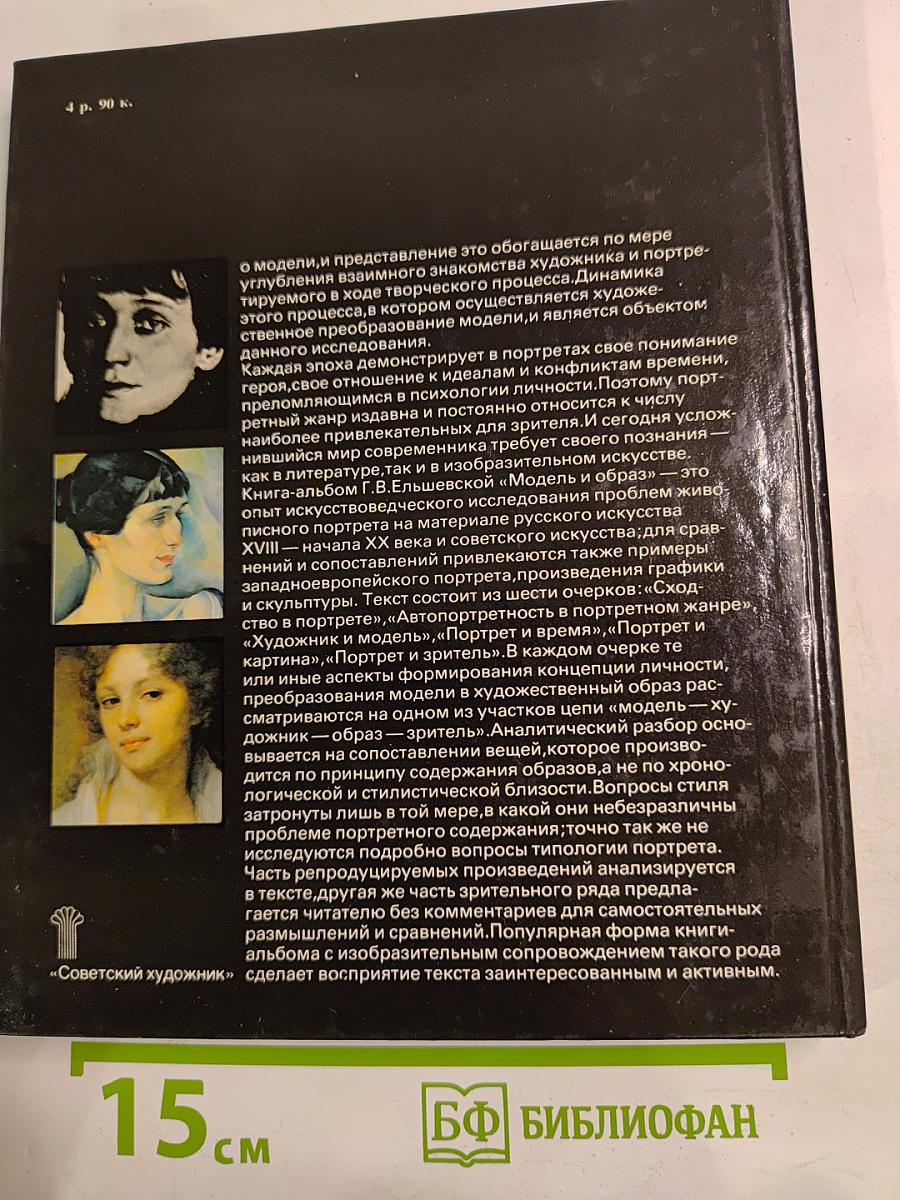 4 р. 90 к.
о модели,и представление это обогащается по мере
углубления взаимного знакомства художника и портре-
тируемого в ходе творческого процесса.Динамика
этого процесса,в котором осуществляется художе-
ственное преобразование модели,и является объектом
данного исследования.
Каждая эпоха демонстрирует в портретах свое понимание
героя,свое отношение к идеалам и конфликтам времени,
преломляющимся в психологии личности.Поэтому порт-
ретный жанр издавна и постоянно относится к числу
наиболее привлекательных для зрителя.И сегодня услож-
нившийся мир современника требует своего познания —
как в литературе,так и в изобразительном искусстве.
Книга-альбом Г.В.Ельшевской «Модель и образ» — это
опыт искусствоведческого исследования проблем живо-
писного портрета на материале русского искусства
XVIII — начала XX века и советского искусства;для срав-
нений и сопоставлений привлекаются также примеры
западноевропейского портрета,произведения графики
и скульптуры. Текст состоит из шести очерков:«Сход-
ство в портрете»,«Автопортретность в портретном жанре»,
«Художник и модель»,«Портрет и время»,«Портрет и
картина»,«Портрет и зритель».В каждом очерке те
или иные аспекты формирования концепции личности,
преобразования модели в художественный образ рас-
сматриваются на одном из участков цепи «модель — ху-
дожник — образ — зритель».Аналитический разбор осно-
вывается на сопоставлении вещей,которое произво-
дится по принципу содержания образов,а не по хроно-
логической и стилистической близости.Вопросы стиля
затронуты лишь в той мере,в какой они небезразличны
проблеме портретного содержания;точно так же не
исследуются подробно вопросы типологии портрета.
Часть репродуцируемых произведений анализируется
в тексте,другая же часть зрительного ряда предла-
гается читателю без комментариев для самостоятельных
размышлений и сравнений.Популярная форма книги-
альбома с изобразительным сопровождением такого рода
сделает восприятие текста заинтересованным и активным.
«Советский художник»
15 см
БФ БИБЛИОФАН